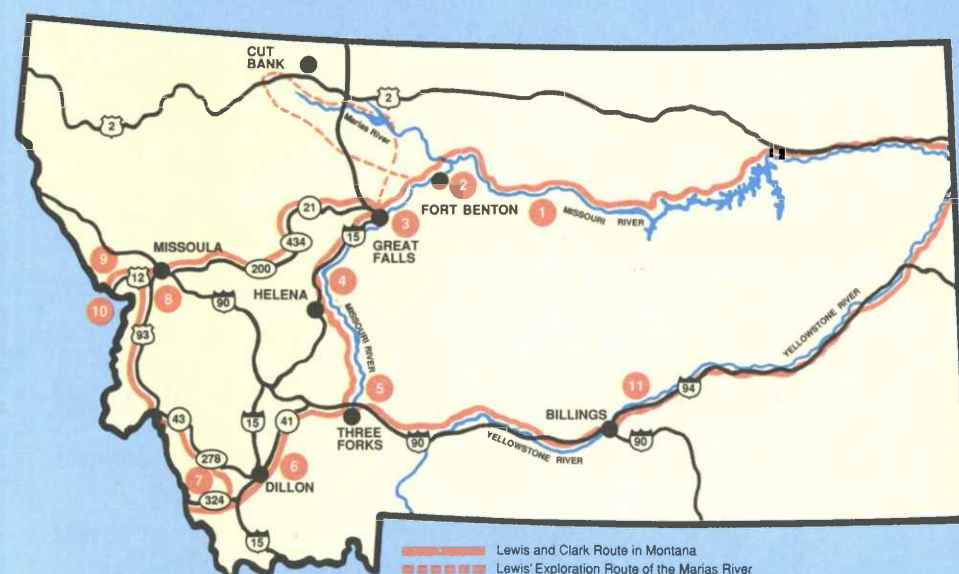 CUT
BANK
2
2
Marias River
2
FORT BENTON
1
MISSOURI RIVER
21
3
GREAT
FALLS
15
434
MISSOULA
200
9
12
8
10
90
HELENA
4
MISSOURI RIVER
93
YELLOWSTONE RIVER
5
11
94
BILLINGS
43
15
41
THREE
FORKS
90
YELLOWSTONE RIVER
90
278
6
7
DILLON
324
15
Lewis and Clark Route in Montana
Lewis' Exploration Route of the Marias River